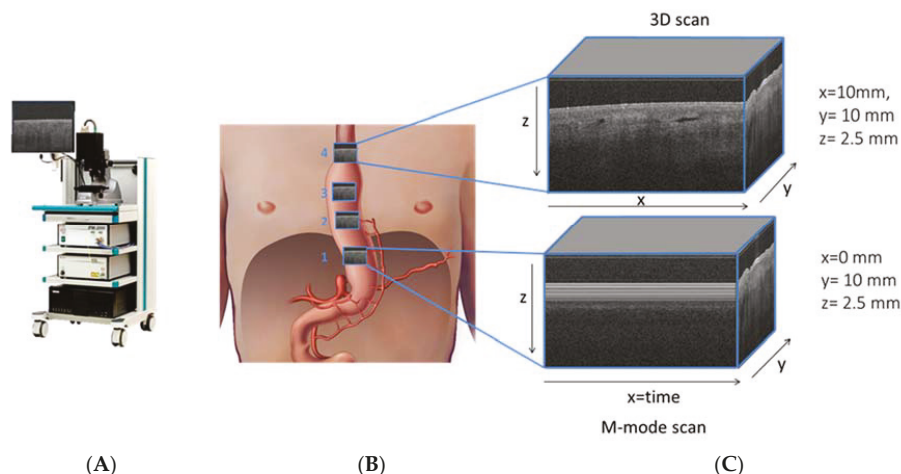 3D scan
z
x
y
x=10mm,
y= 10 mm
z= 2.5 mm
4
3
2
1
z
x=time
y
x=0 mm
y= 10 mm
z= 2.5 mm
M-mode scan
(A)
(B)
(C)